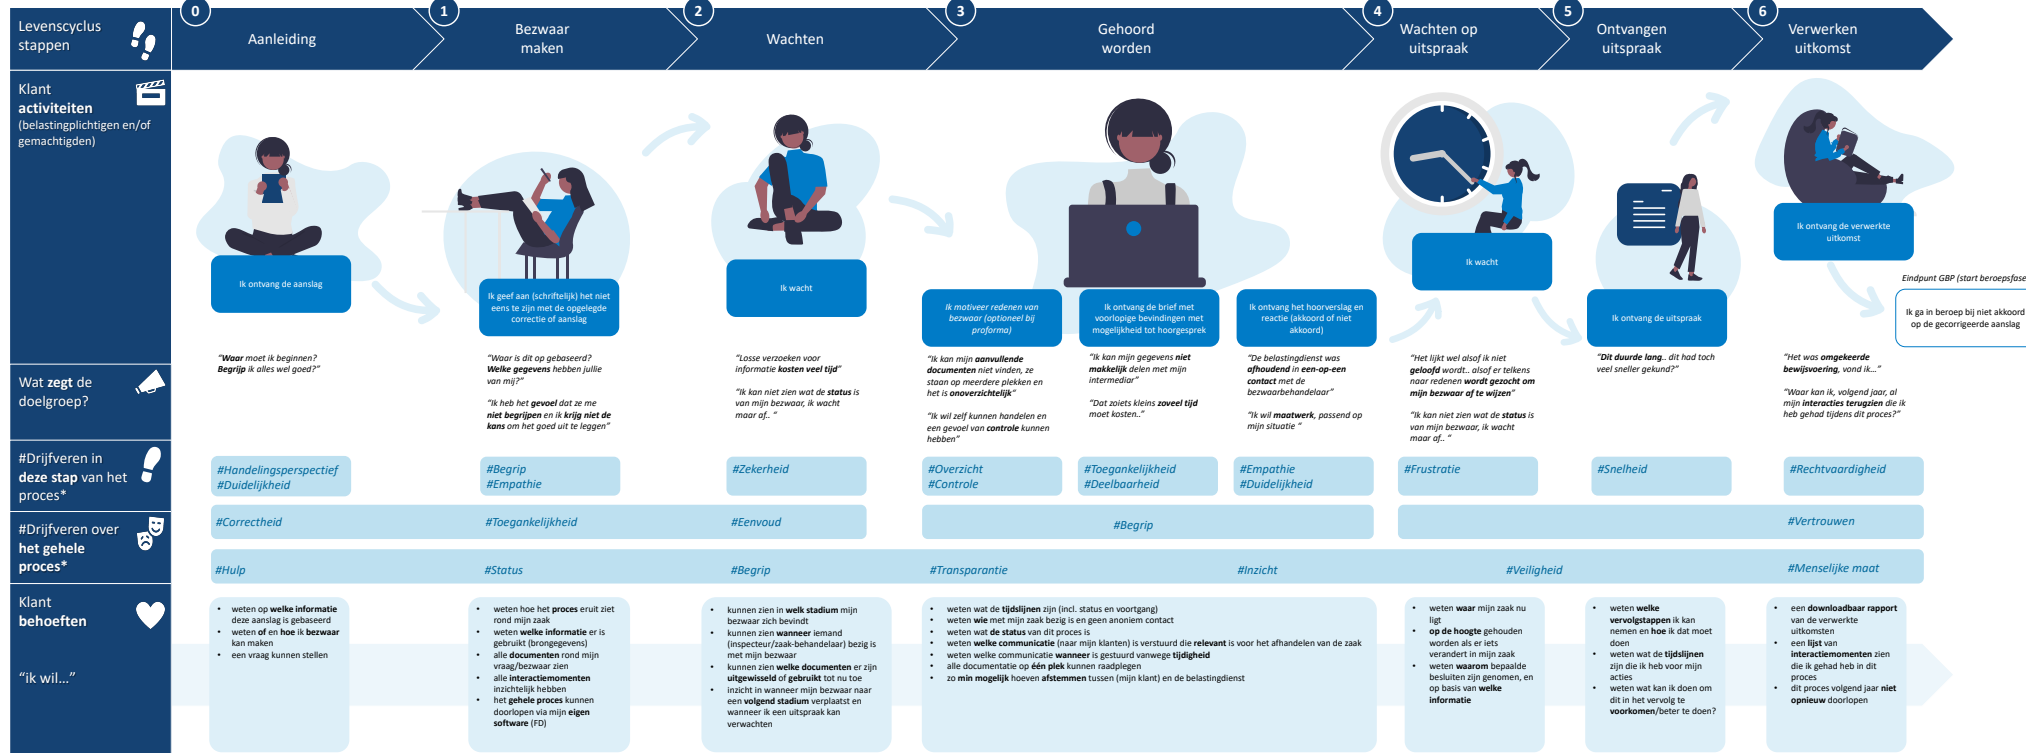 Levenscyclus
stappen
0
Aanleiding
1
Bezwaar
maken
2
Wachten
3
Gehoord
worden
4
Wachten op
uitspraak
5
Ontvangen
uitspraak
6
Verwerken
uitkomst
Klant
activiteiten
(belastingplichtigen en/of
gemachtigden)
Ik ontvang de aanslag
Ik geef aan (schriftelijk) het niet
eens te zijn met de opgelegde
correctie of aanslag
Ik wacht
Ik motiveer redenen van
bezwaar (optioneel bij
proforma)
Ik ontvang de brief met
voorlopige bevindingen met
mogelijkheid tot hoorgesprek
Ik ontvang het hoorverslag en
reactie (akkoord of niet
akkoord)
Ik wacht
Ik ontvang de uitspraak
Ik ontvang de verwerkte
uitkomst
Eindpunt GBP (start beroepsfase
Ik ga in beroep bij niet akkoord
op de gecorrigeerde aanslag
Wat zegt de
doelgroep?
"Waar moet ik beginnen?
Begrijp ik alles wel goed?"
"Waar is dit op gebaseerd?
Welke gegevens hebben jullie
van mij?"
"Ik heb het gevoel dat ze me
niet begrijpen en ik krijg niet de
kans om het goed uit te leggen"
"Losse verzoeken voor
informatie kosten veel tijd"
"Ik kan niet zien wat de status is
van mijn bezwaar, ik wacht
maar af.. "
"Ik kan mijn aanvullende
documenten niet vinden, ze
staan op meerdere plekken en
het is onoverzichtelijk"
"Ik wil zelf kunnen handelen en
een gevoel van controle kunnen
hebben"
"Ik kan mijn gegevens niet
makkelijk delen met mijn
intermediar"
"Dat zoiets kleins zoveel tijd
moet kosten.."
"De belastingdienst was
afhoudend in een-op-een
contact met de
bezwaarbehandelaar"
"Ik wil maatwerk, passend op
mijn situatie "
"Het lijkt wel alsof ik niet
geloofd wordt.. alsof er telkens
naar redenen wordt gezocht om
mijn bezwaar af te wijzen"
"Ik kan niet zien wat de status is
van mijn bezwaar, ik wacht
maar af.. "
"Dit duurde lang.. dit had toch
veel sneller gekund?"
"Het was omgekeerde
bewijsvoering, vond ik…"
"Waar kan ik, volgend jaar, al
mijn interacties terugzien die ik
heb gehad tijdens dit proces?"
#Drijfveren in
deze stap van het
proces*
#Handelingsperspectief
#Duidelijkheid
#Begrip
#Empathie
#Zekerheid
#Overzicht
#Controle
#Toegankelijkheid
#Deelbaarheid
#Empathie
#Duidelijkheid
#Frustratie
#Snelheid
#Rechtvaardigheid
#Drijfveren over
het gehele
proces*
#Correctheid
#Toegankelijkheid
#Eenvoud
#Begrip
#Vertrouwen
#Hulp
#Status
#Begrip
#Transparantie
#Inzicht
#Veiligheid
#Menselijke maat
Klant
behoeften
"ik wil…"
• weten op welke informatie
deze aanslag is gebaseerd
• weten of en hoe ik bezwaar
kan maken
• een vraag kunnen stellen
• weten hoe het proces eruit ziet
rond mijn zaak
• weten welke informatie er is
gebruikt (brongegevens)
• alle documenten rond mijn
vraag/bezwaar zien
• alle interactiemomenten
inzichtelijk hebben
• het gehele proces kunnen
doorlopen via mijn eigen
software (FD)
• kunnen zien in welk stadium mijn
bezwaar zich bevindt
• kunnen zien wanneer iemand
(inspecteur/zaak-behandelaar) bezig is
met mijn bezwaar
• kunnen zien welke documenten er zijn
uitgewisseld of gebruikt tot nu toe
• inzicht in wanneer mijn bezwaar naar
een volgend stadium verplaatst en
wanneer ik een uitspraak kan
verwachten
• weten wat de tijdslijnen zijn (incl. status en voortgang)
• weten wie met mijn zaak bezig is en geen anoniem contact
• weten wat de status van dit proces is
• weten welke communicatie (naar mijn klanten) is verstuurd die relevant is voor het afhandelen van de zaak
• weten welke communicatie wanneer is gestuurd vanwege tijdigheid
• alle documentatie op één plek kunnen raadplegen
• zo min mogelijk hoeven afstemmen tussen (mijn klant) en de belastingdienst
• weten waar mijn zaak nu
ligt
• op de hoogte gehouden
worden als er iets
verandert in mijn zaak
• weten waarom bepaalde
besluiten zijn genomen, en
op basis van welke
informatie
• weten welke
vervolgstappen ik kan
nemen en hoe ik dat moet
doen
• weten wat de tijdslijnen
zijn die ik heb voor mijn
acties
• weten wat kan ik doen om
dit in het vervolg te
voorkomen/beter te doen?
• een downloadbaar rapport
van de verwerkte
uitkomsten
• een lijst van
interactiemomenten zien
die ik gehad heb in dit
proces
• dit proces volgend jaar niet
opnieuw doorlopen